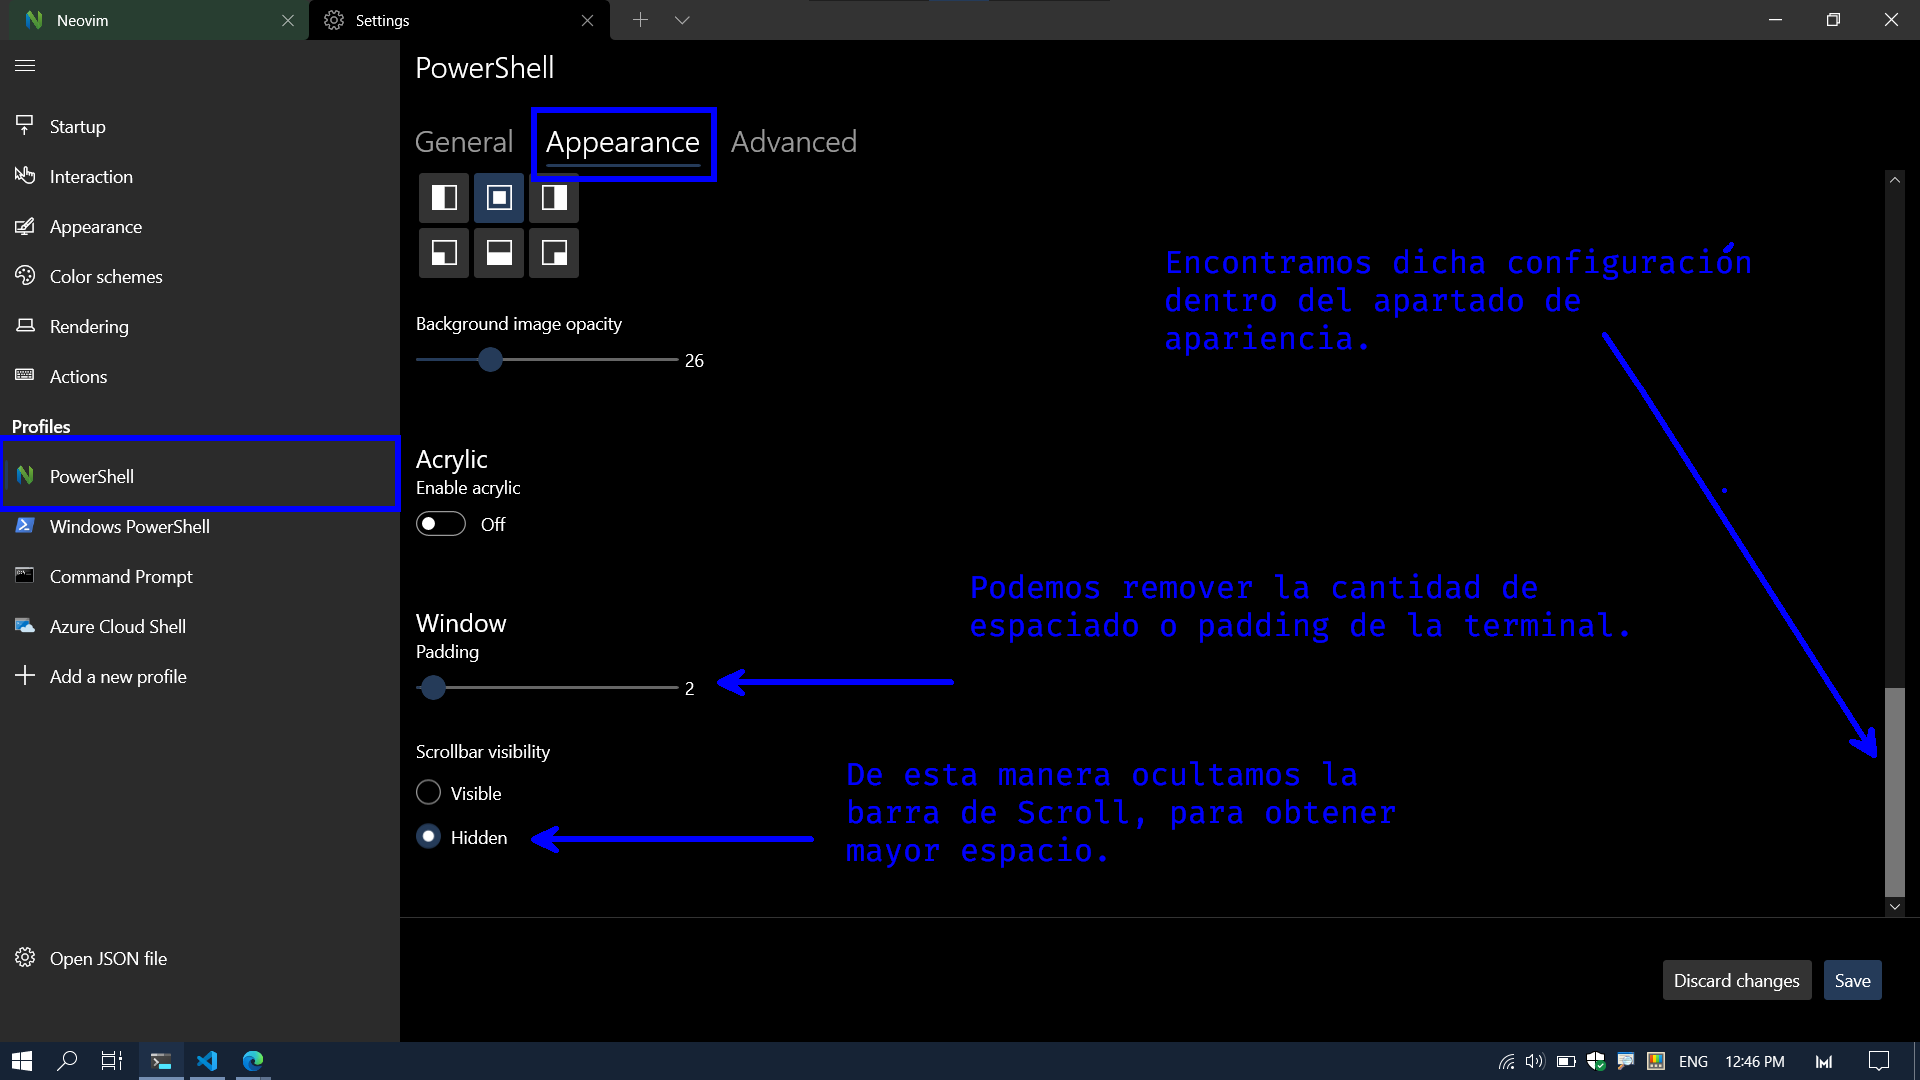 Neovim
Settings
PowerShell
Startup
Interaction
Appearance
Color schemes
Rendering
Actions
Profiles
PowerShell
Windows PowerShell
Command Prompt
Azure Cloud Shell
Add a new profile
Open JSON file
General Appearance Advanced
Background image opacity
26
Acrylic
Enable acrylic
Off
Window
Padding
2
Scrollbar visibility
Visible
Hidden
Encontramos dicha configuración
dentro del apartado de
apariencia.
Podemos remover la cantidad de
espaciado o padding de la terminal.
De esta manera ocultamos la
barra de Scroll, para obtener
mayor espacio.
Discard changes
Save
ENG
12:46 PM